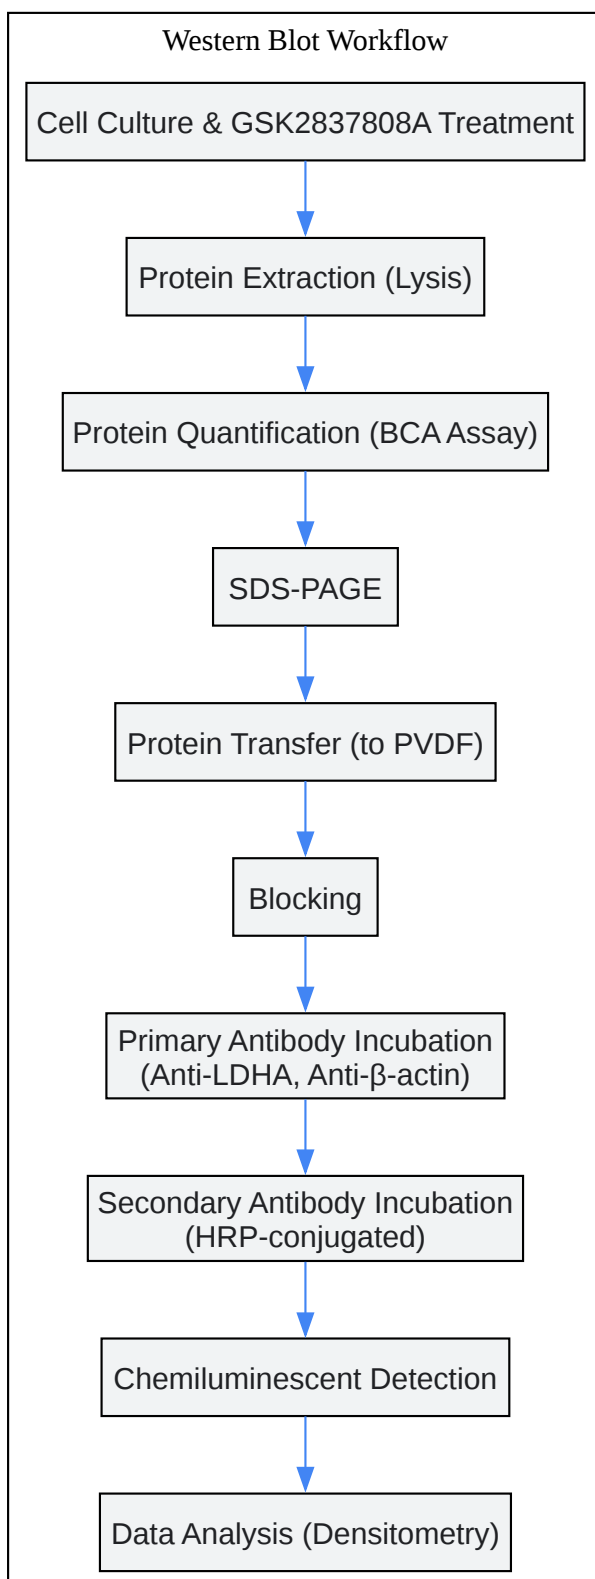 Western Blot Workflow
Cell Culture & GSK2837808A Treatment
Protein Extraction (Lysis)
Protein Quantification (BCA Assay)
SDS-PAGE
Protein Transfer (to PVDF)
Blocking
Primary Antibody Incubation
(Anti-LDHA, Anti-β-actin)
Secondary Antibody Incubation
(HRP-conjugated)
Chemiluminescent Detection
Data Analysis (Densitometry)